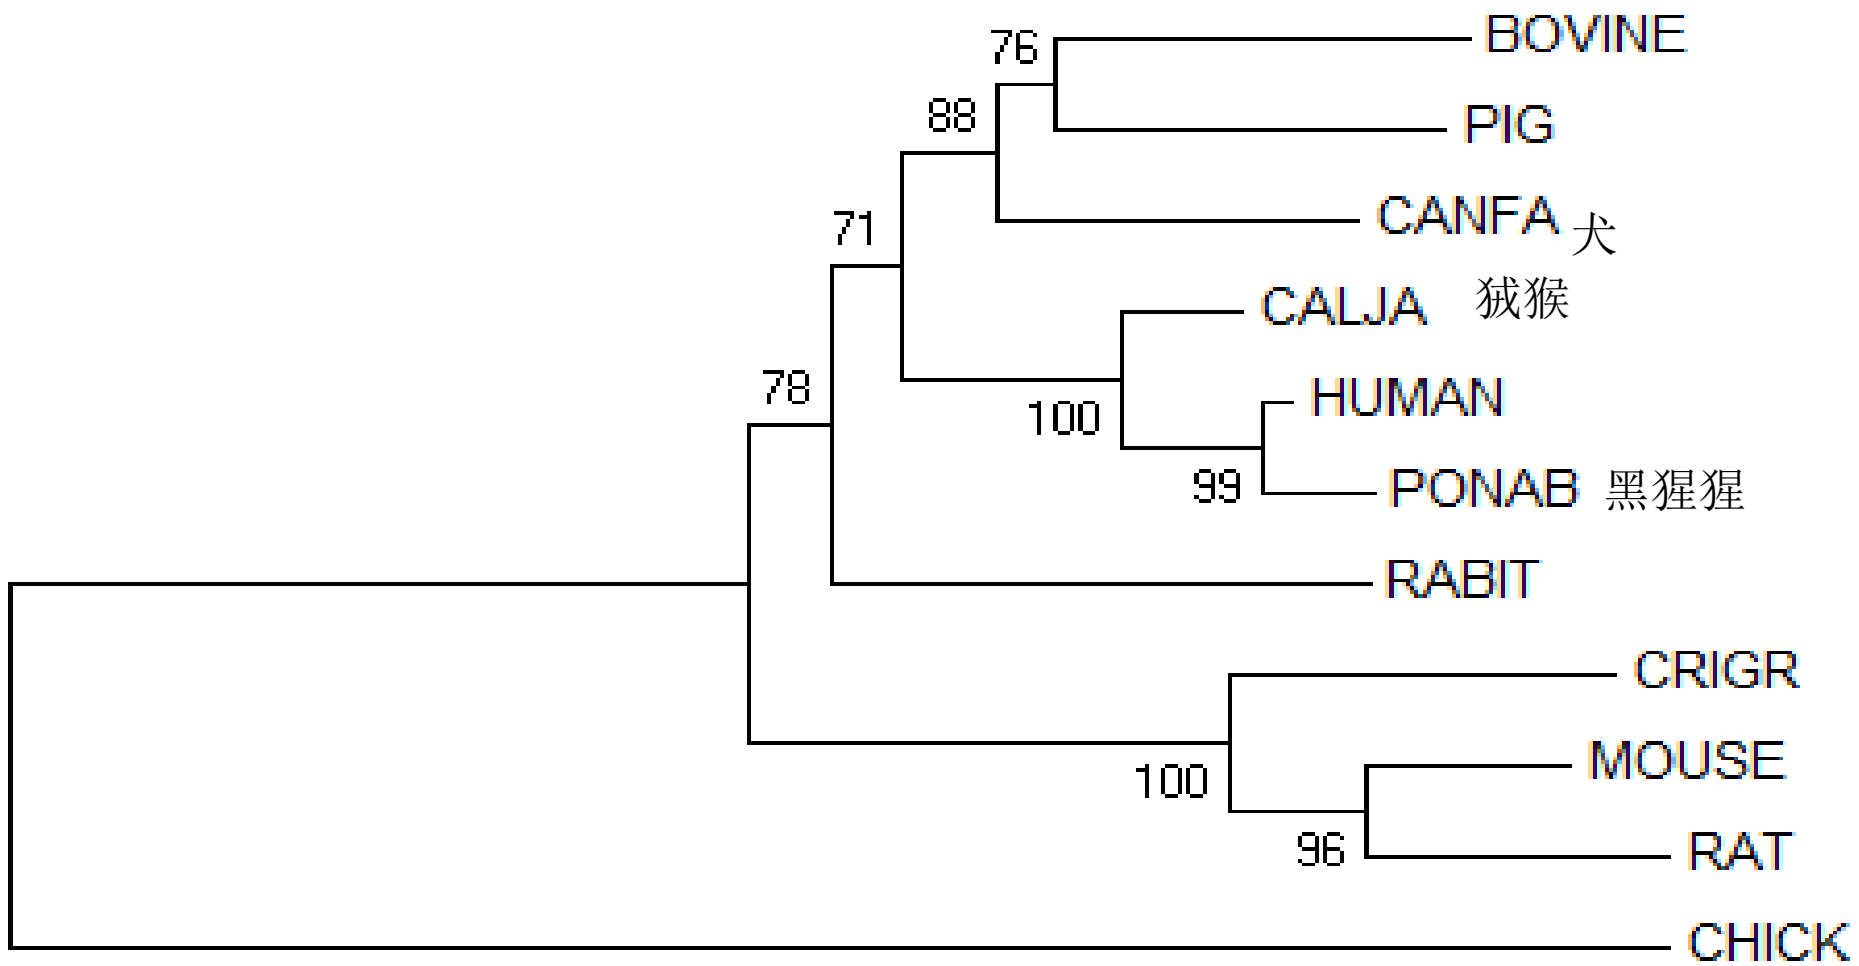 76 BOVINE
88 PIG
CANFA 犬
71
CALJA 狨猴
78 HUMAN
100
99 PONAB 黑猩猩
RABIT
CRIGR
MOUSE
100
96 RAT
CHICK